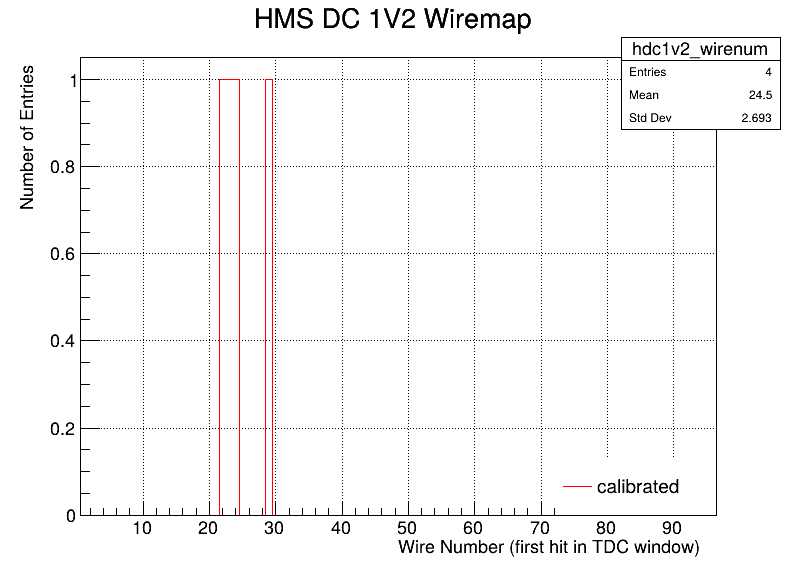 HMS DC 1V2 Wiremap
hdc1v2_wirenum
Entries 4
Mean 24.5
Std Dev 2.693
Number of Entries
1
0.8
0.6
0.4
0.2
0
calibrated
10 20 30 40 50 60 70 80 90
Wire Number (first hit in TDC window)